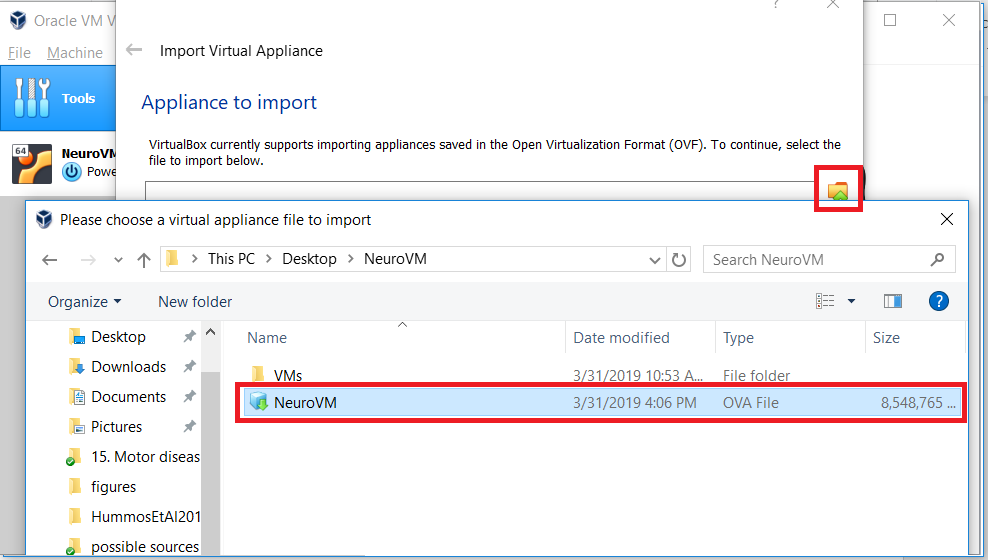 Oracle VM V
File Machine
Tools
64
NeuroVM
Powe
Import Virtual Appliance
Appliance to import
VirtualBox currently supports importing appliances saved in the Open Virtualization Format (OVF). To continue, select the
file to import below.
Please choose a virtual appliance file to import
This PC > Desktop > NeuroVM
Search NeuroVM
Organize New folder
?
Name Date modified Type Size
Desktop
Downloads
Documents
Pictures
15. Motor diseas
figures
HummosEtAl201
possible sources
VMs 3/31/2019 10:53 A... File folder
NeuroVM 3/31/2019 4:06 PM OVA File 8,548,765 ...